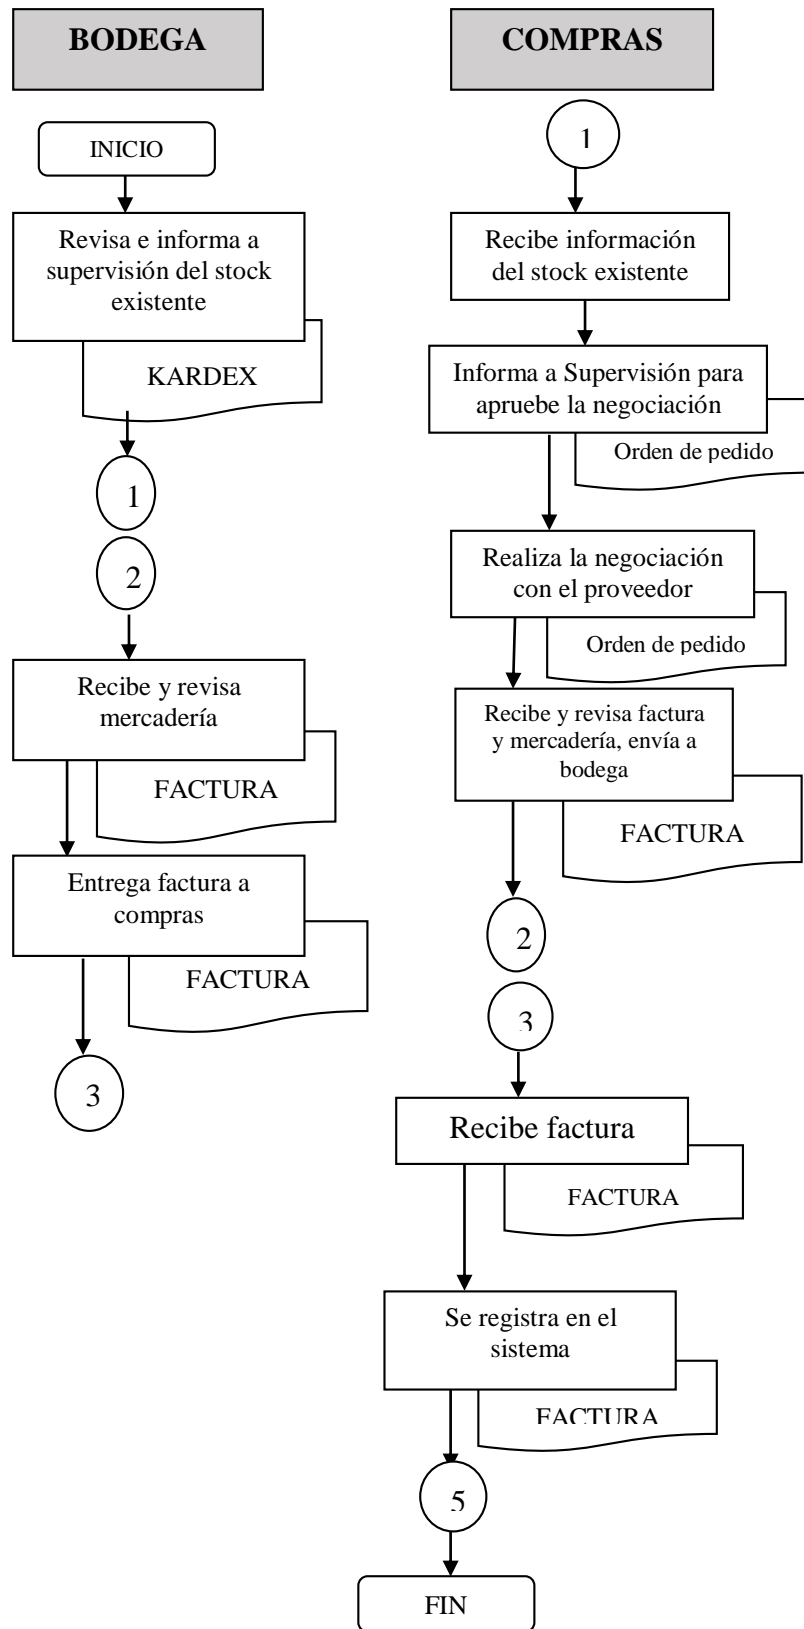 BODEGA
INICIO
Revisa e informa a
supervisión del stock
existente
KARDEX
1
2
Recibe y revisa
mercadería
FACTURA
Entrega factura a
compras
FACTURA
3
COMPRAS
1
Recibe información
del stock existente
Informa a Supervisión para
apruebe la negociación
Orden de pedido
Realiza la negociación
con el proveedor
Orden de pedido
Recibe y revisa factura
y mercadería, envía a
bodega
FACTURA
2
3
Recibe factura
FACTURA
Se registra en el
sistema
FACTURA
5
FIN